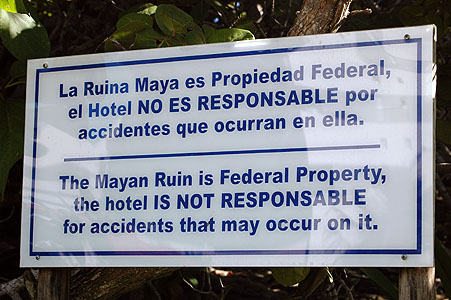 La Ruina Maya es Propiedad Federal,
el Hotel NO ES RESPONSABLE por
accidentes que ocurran en ella.
The Mayan Ruin is Federal Property,
the hotel IS NOT RESPONSABLE
for accidents that may occur on it.